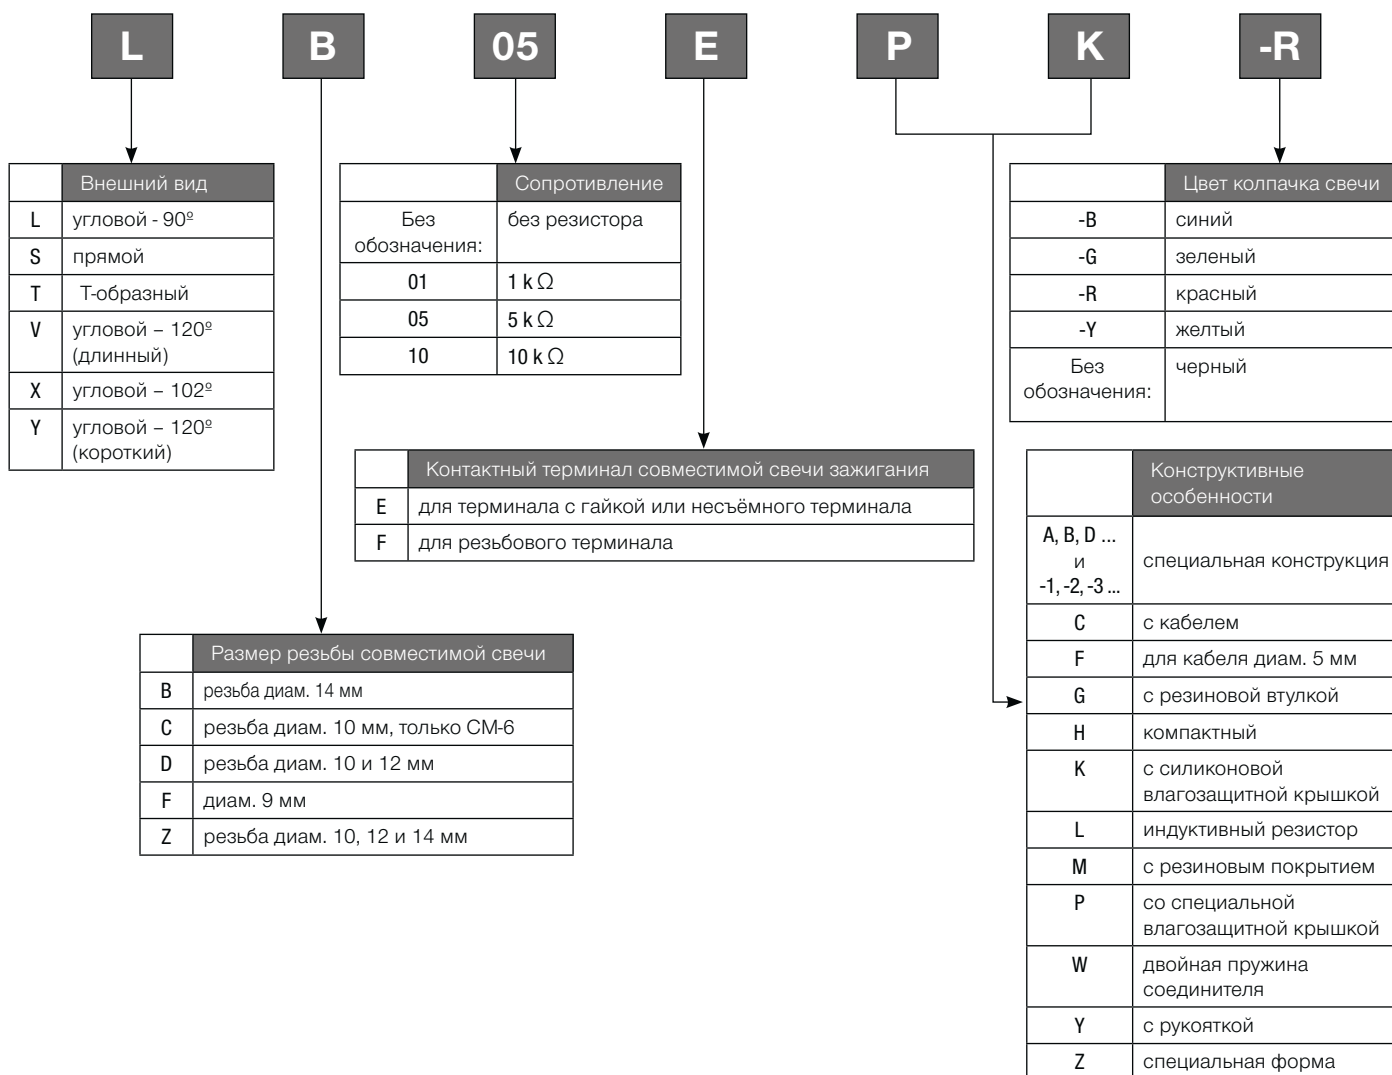 L B 05 E P K -R
Внешний вид
L угловой - 90º
S прямой
T Т-образный
V угловой – 120º
(длинный)
X угловой – 102º
Y угловой – 120º
(короткий)
Сопротивление
Без
обозначения:
без резистора
01 1 k Ω
05 5 k Ω
10 10 k Ω
Цвет колпачка свечи
-B синий
-G зеленый
-R красный
-Y желтый
Без
обозначения:
черный
Контактный терминал совместимой свечи зажигания
E для терминала с гайкой или несъёмного терминала
F для резьбового терминала
Размер резьбы совместимой свечи
B резьба диам. 14 мм
C резьба диам. 10 мм, только СМ-6
D резьба диам. 10 и 12 мм
F диам. 9 мм
Z резьба диам. 10, 12 и 14 мм
Конструктивные
особенности
A, B, D ...
и
-1, -2, -3 ...
специальная конструкция
C с кабелем
F для кабеля диам. 5 мм
G с резиновой втулкой
H компактный
K с силиконовой
влагозащитной крышкой
L индуктивный резистор
M с резиновым покрытием
P со специальной
влагозащитной крышкой
W двойная пружина
соединителя
Y с рукояткой
Z специальная форма